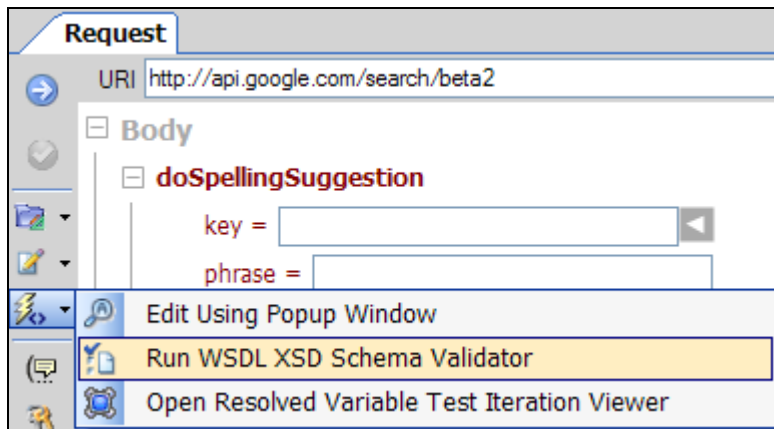 Request
URI http://api.google.com/search/beta2
Body
doSpellingSuggestion
key =
phrase =
Edit Using Popup Window
Run WSDL XSD Schema Validator
Open Resolved Variable Test Iteration Viewer